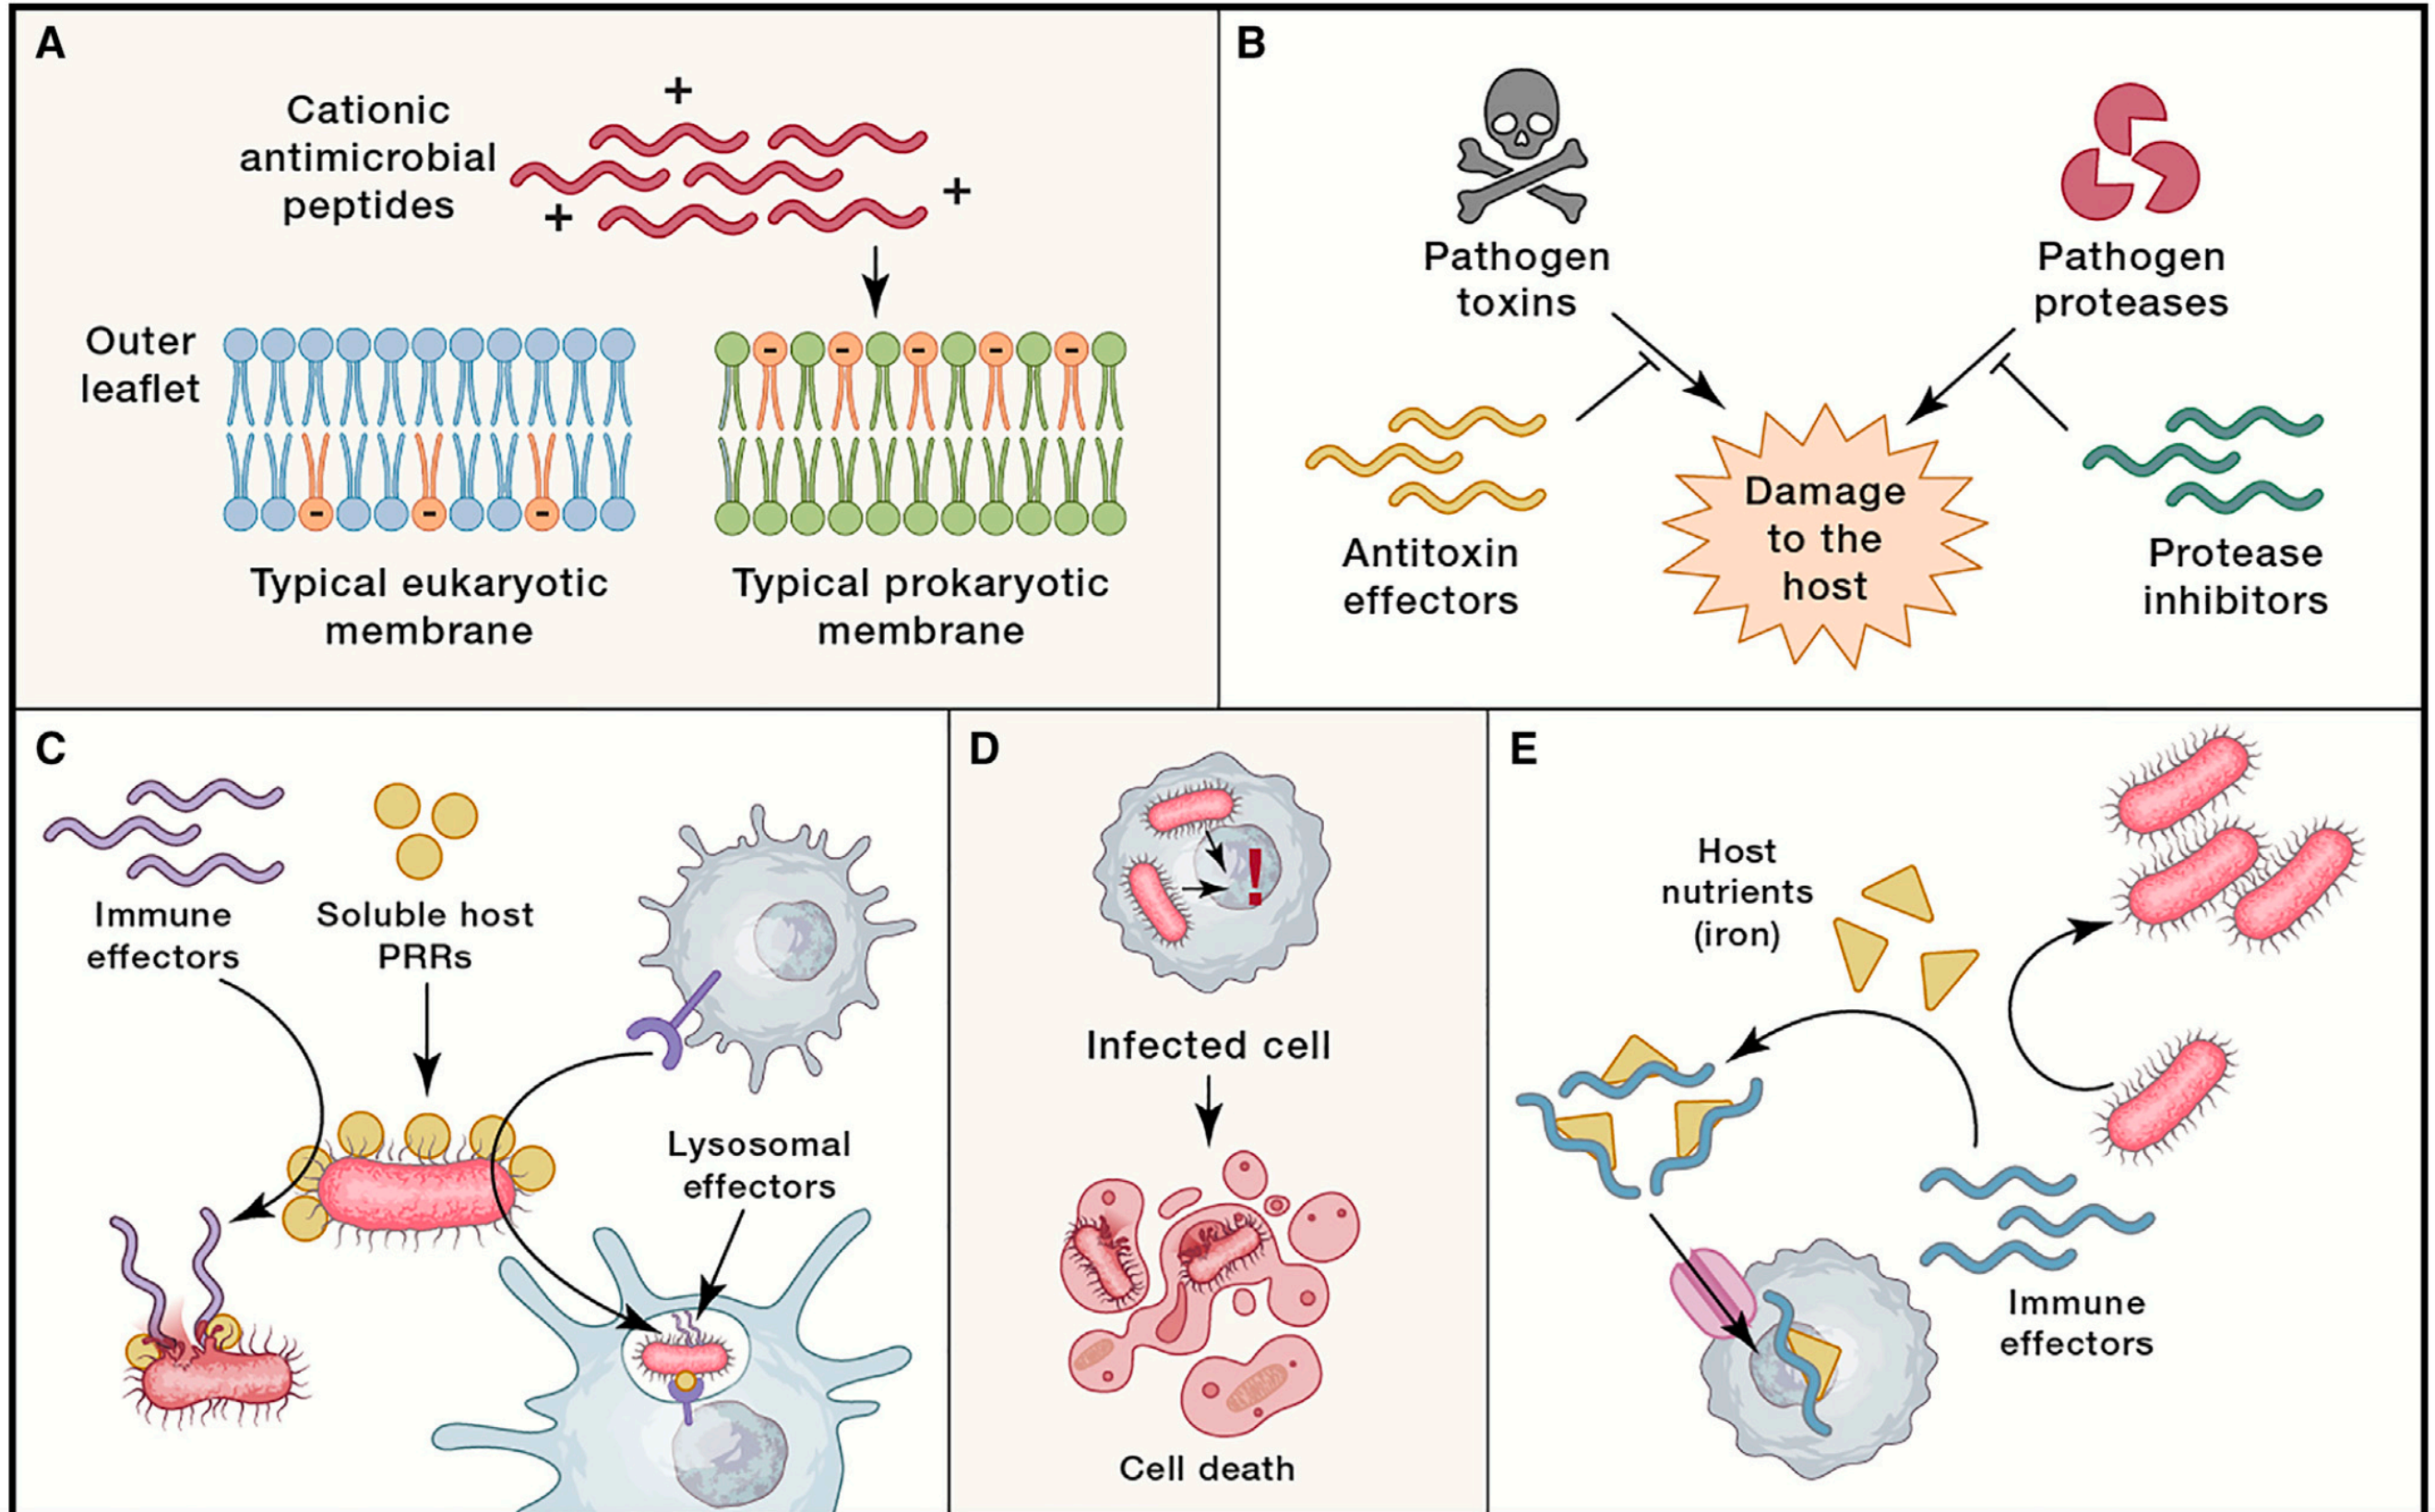 A
Cationic
antimicrobial
peptides
+
+
+
Outer
leaflet
- - - - -
- - -
Typical eukaryotic
membrane
Typical prokaryotic
membrane
B
Pathogen
toxins
Pathogen
proteases
Antitoxin
effectors
Damage
to the
host
Protease
inhibitors
C
Immune
effectors
Soluble host
PRRs
Lysosomal
effectors
D
!
Infected cell
Cell death
E
Host
nutrients
(iron)
Immune
effectors